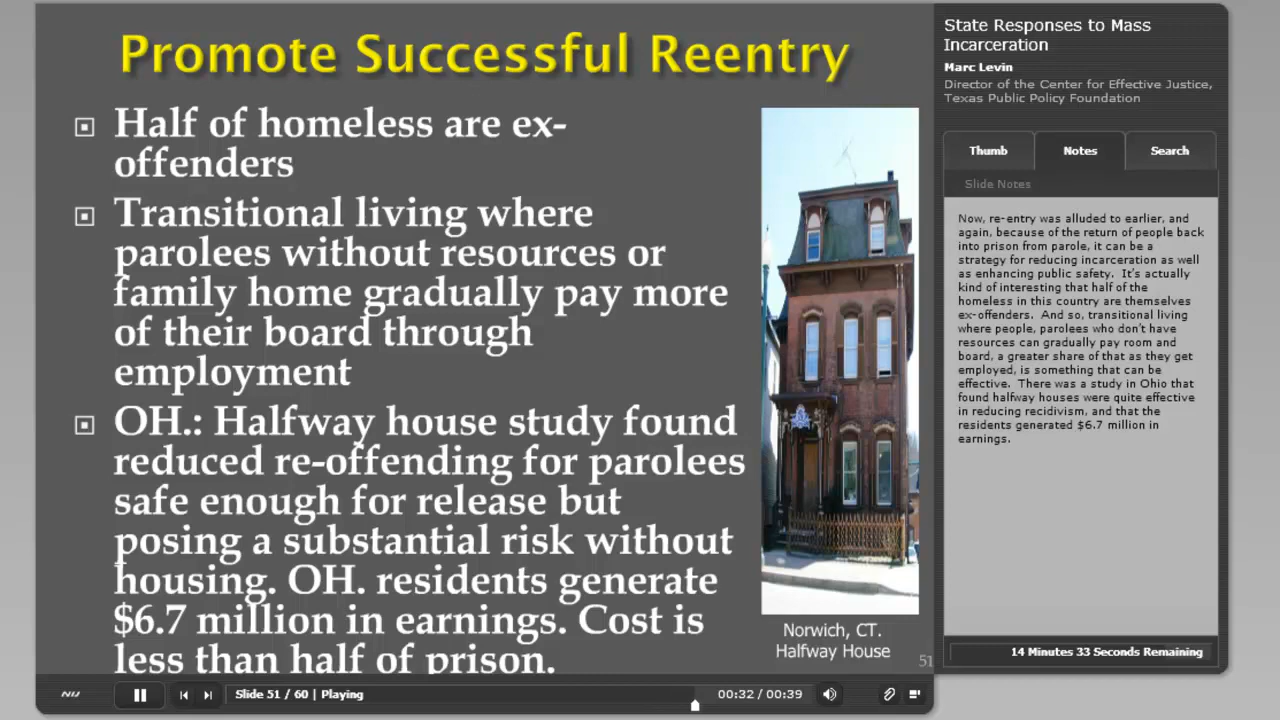 Promote Successful Reentry
Half of homeless are ex-
offenders
Transitional living where
parolees without resources or
family home gradually pay more
of their board through
employment
OH.: Halfway house study found
reduced re-offending for parolees
safe enough for release but
posing a substantial risk without
housing. OH. residents generate
$6.7 million in earnings. Cost is
less than half of prison.
Norwich, CT.
Halfway House
51
State Responses to Mass
Incarceration
Marc Levin
Director of the Center for Effective Justice,
Texas Public Policy Foundation
Thumb Notes Search
Slide Notes
Now, re-entry was alluded to earlier, and
again, because of the return of people back
into prison from parole, it can be a
strategy for reducing incarceration as well
as enhancing public safety. It's actually
kind of interesting that half of the
homeless in this country are themselves
ex-offenders. And so, transitional living
where people, parolees who don't have
resources can gradually pay room and
board, a greater share of that as they get
employed, is something that can be
effective. There was a study in Ohio that
found halfway houses were quite effective
in reducing recidivism, and that the
residents generated $6.7 million in
earnings.
14 Minutes 33 Seconds Remaining
Slide 51 / 60 | Playing
00:32 / 00:39